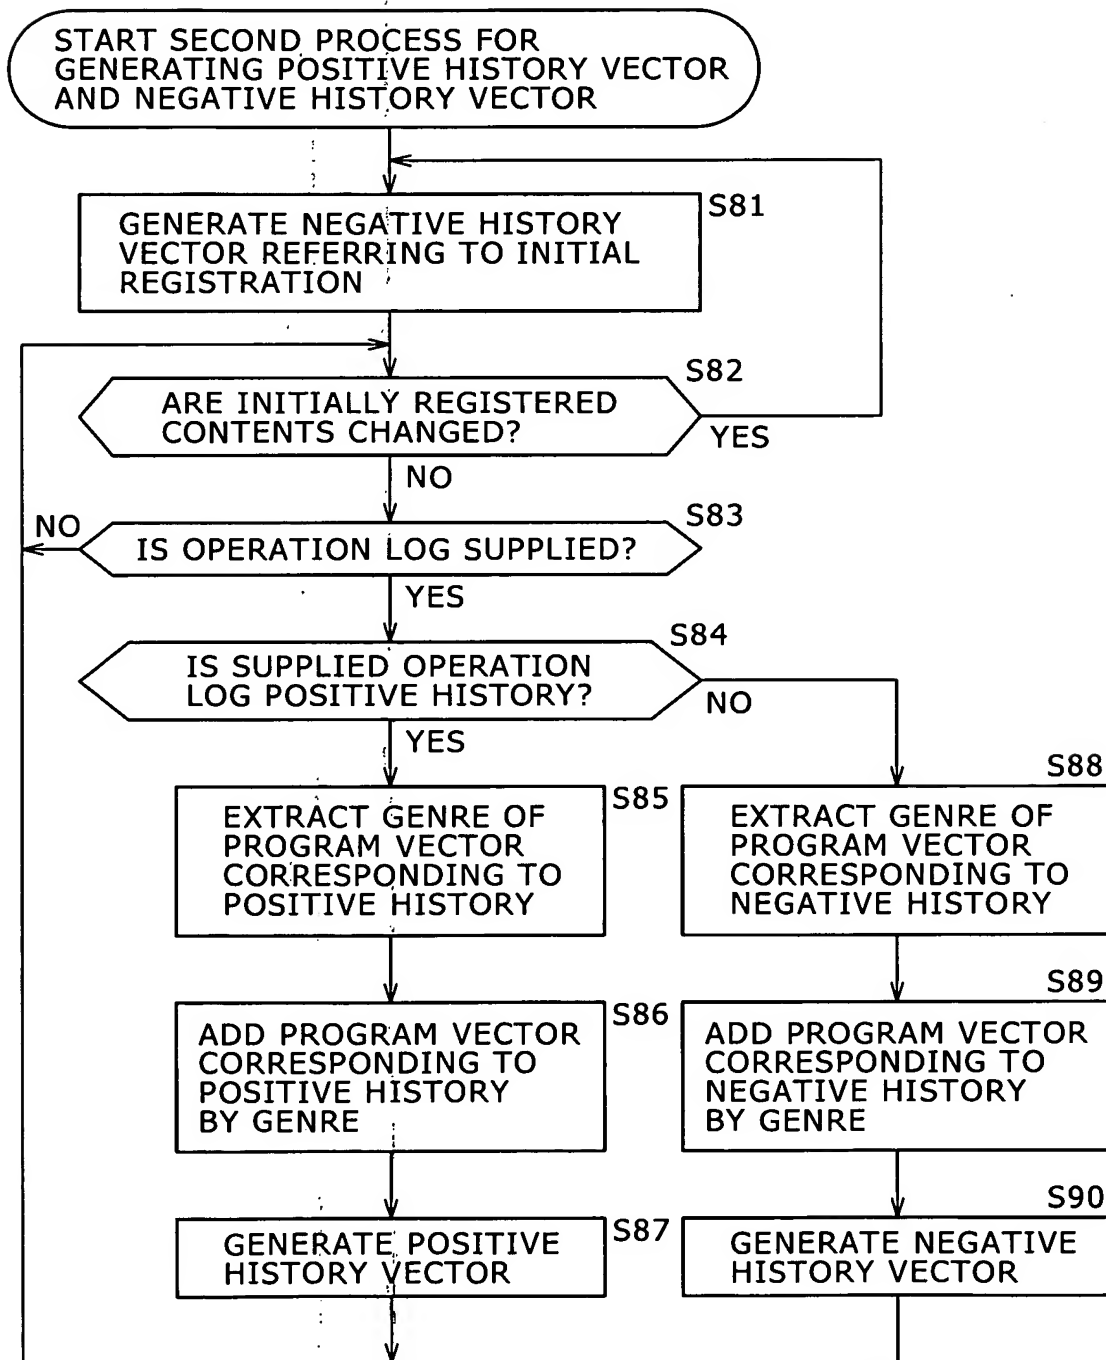 START SECOND PROCESS FOR
GENERATING POSITIVE HISTORY VECTOR
AND NEGATIVE HISTORY VECTOR
S81
GENERATE NEGATIVE HISTORY
VECTOR REFERRING TO INITIAL
REGISTRATION
S82
ARE INITIALLY REGISTERED
CONTENTS CHANGED?
YES
NO
S83
NO
IS OPERATION LOG SUPPLIED?
YES
S84
IS SUPPLIED OPERATION
LOG POSITIVE HISTORY?
NO
YES
S85
EXTRACT GENRE OF
PROGRAM VECTOR
CORRESPONDING TO
POSITIVE HISTORY
S88
EXTRACT GENRE OF
PROGRAM VECTOR
CORRESPONDING TO
NEGATIVE HISTORY
S86
ADD PROGRAM VECTOR
CORRESPONDING TO
POSITIVE HISTORY
BY GENRE
S89
ADD PROGRAM VECTOR
CORRESPONDING TO
NEGATIVE HISTORY
BY GENRE
S87
GENERATE POSITIVE
HISTORY VECTOR
S90
GENERATE NEGATIVE
HISTORY VECTOR